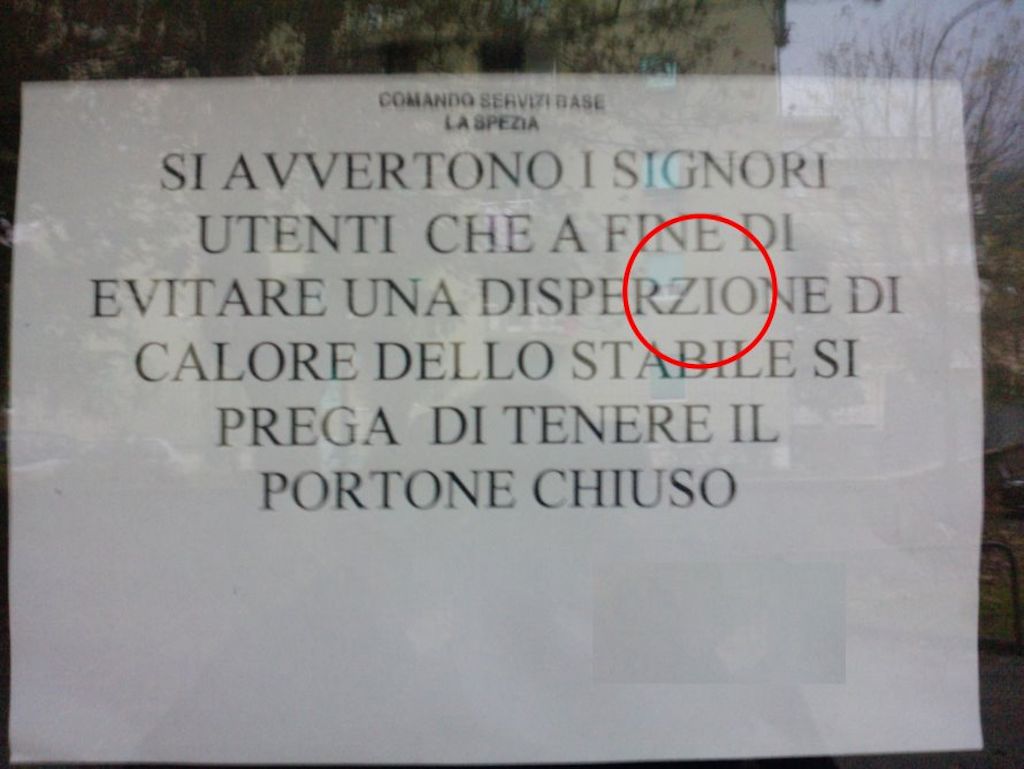 COMANDO SERVIZI BASE
LA SPEZIA
SI AVVERTONO I SIGNORI
UTENTI CHE A FINE DI
EVITARE UNA DISPERZIONE DI
CALORE DELLO STABILE SI
PREGA DI TENERE IL
PORTONE CHIUSO